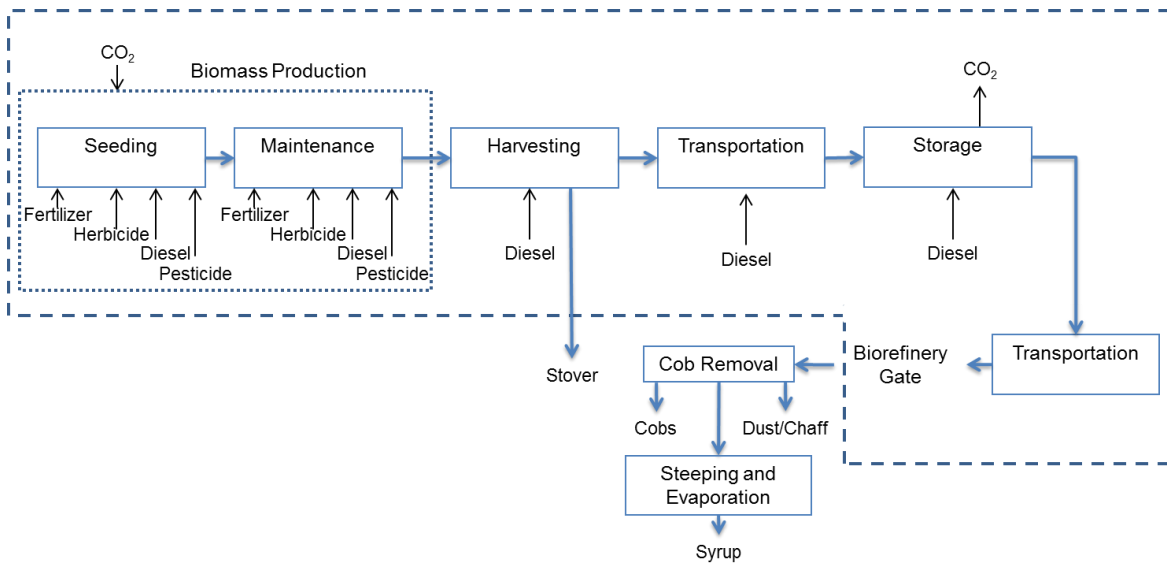 CO₂
Biomass Production
CO₂
Seeding
Maintenance
Harvesting
Transportation
Storage
Fertilizer
Herbicide
Diesel
Pesticide
Fertilizer
Herbicide
Diesel
Pesticide
Diesel
Diesel
Diesel
Stover
Cob Removal
Biorefinery
Gate
Transportation
Cobs
Dust/Chaff
Steeping and
Evaporation
Syrup